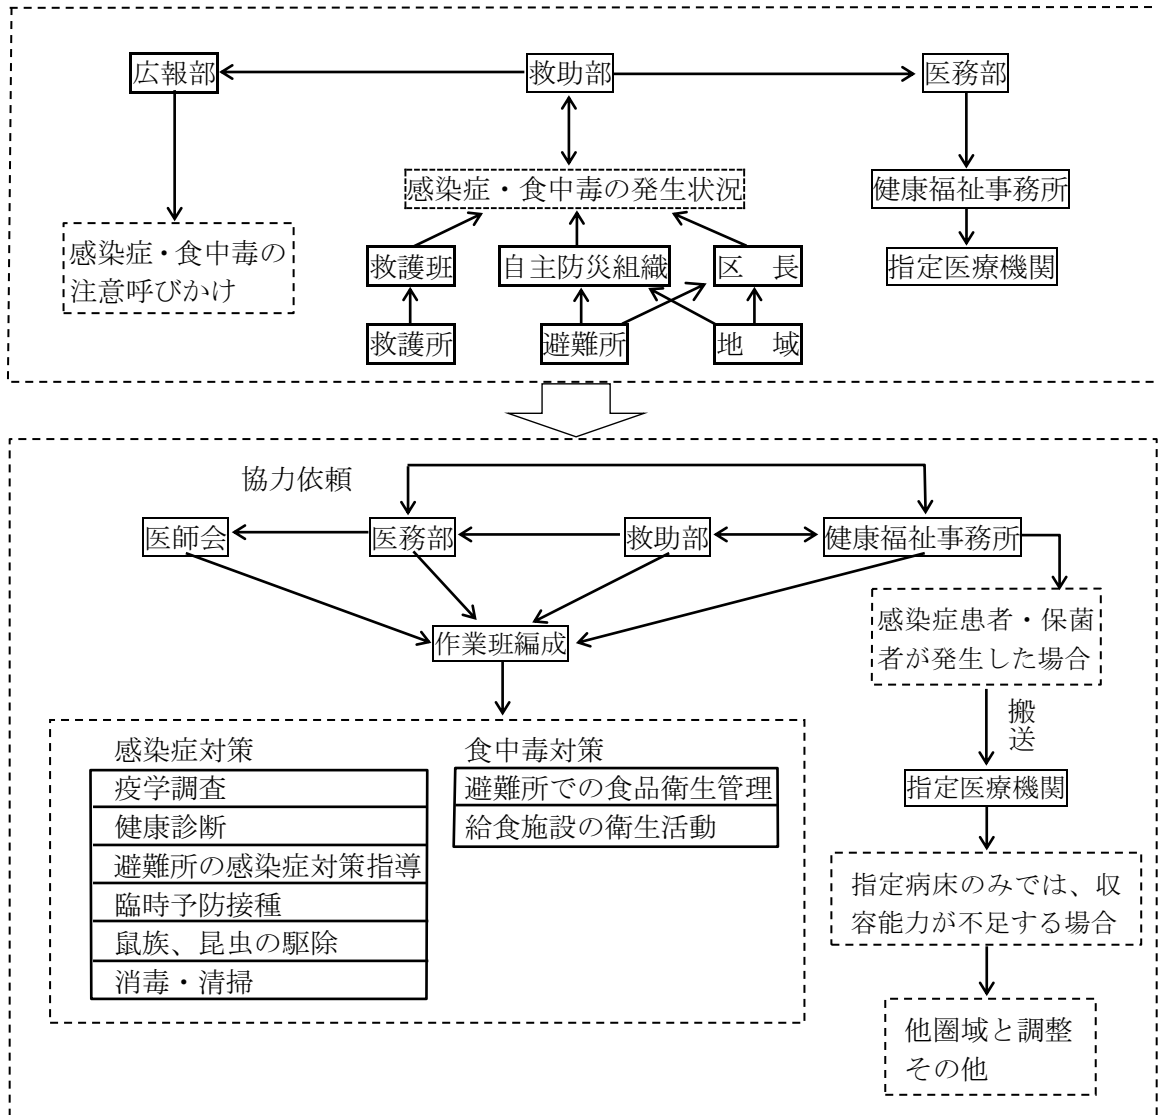 広報部
救助部
医務部
感染症・食中毒の発生状況
健康福祉事務所
感染症・食中毒の
注意呼びかけ
救護班
自主防災組織
区　長
指定医療機関
救護所
避難所
地　域
協力依頼
医師会
医務部
救助部
健康福祉事務所
感染症患者・保菌
者が発生した場合
作業班編成
搬送
感染症対策
疫学調査
健康診断
避難所の感染症対策指導
臨時予防接種
鼠族、昆虫の駆除
消毒・清掃
食中毒対策
避難所での食品衛生管理
給食施設の衛生活動
指定医療機関
指定病床のみでは、収
容能力が不足する場合
他圏域と調整
その他